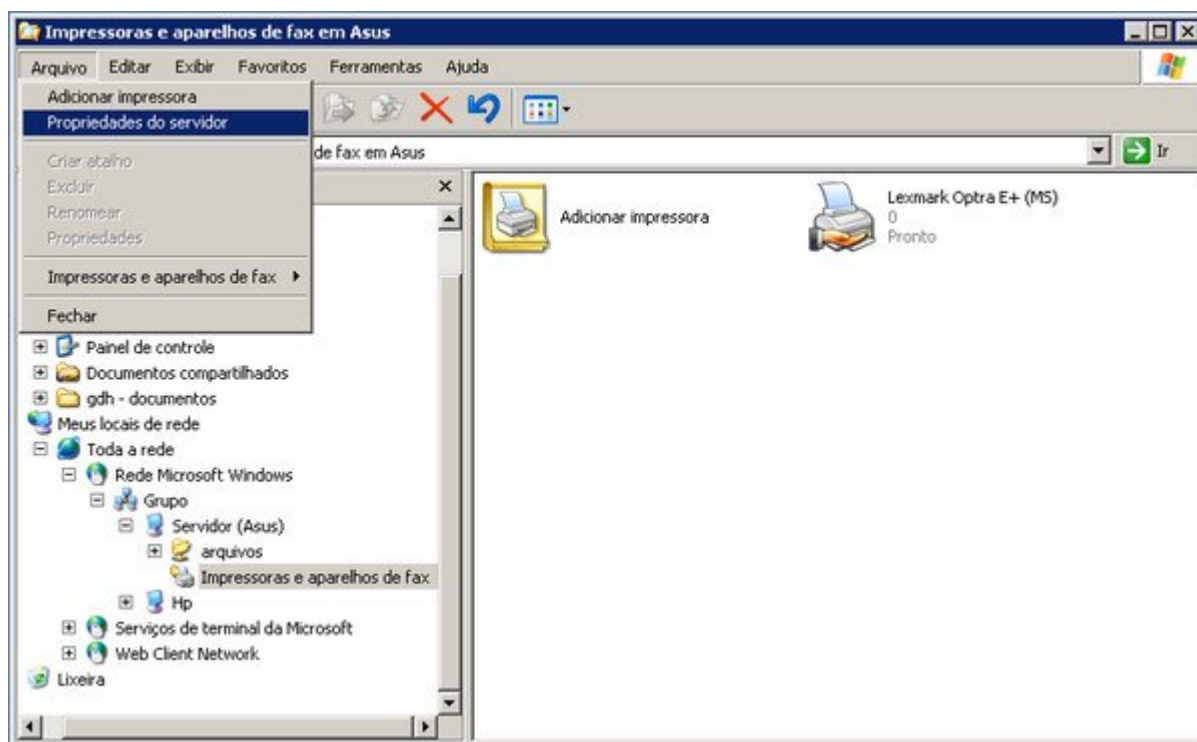 Impressoras e aparelhos de fax em Asus
Arquivo Editar Exibir Favoritos Ferramentas Ajuda
Adicionar impressora
Propriedades do servidor
Criar atalho
Excluir
Renomear
Propriedades
Impressoras e aparelhos de fax
Fechar
de fax em Asus
Ir
Painel de controle
Documentos compartilhados
gdh - documentos
Meus locais de rede
Toda a rede
Rede Microsoft Windows
Grupo
Servidor (Asus)
arquivos
Impressoras e aparelhos de fax
Hp
Serviços de terminal da Microsoft
Web Client Network
Lixeira
Adicionar impressora
Lexmark Optra E+ (MS)
0
Pronto